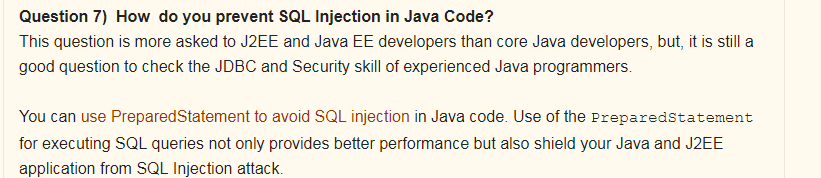 Question 7)  How  do you prevent SQL Injection in Java Code?
This question is more asked to J2EE and Java EE developers than core Java developers, but, it is still a
good question to check the JDBC and Security skill of experienced Java programmers.
You can use PreparedStatement to avoid SQL injection in Java code. Use of the PreparedStatement
for executing SQL queries not only provides better performance but also shield your Java and J2EE
application from SQL Injection attack.